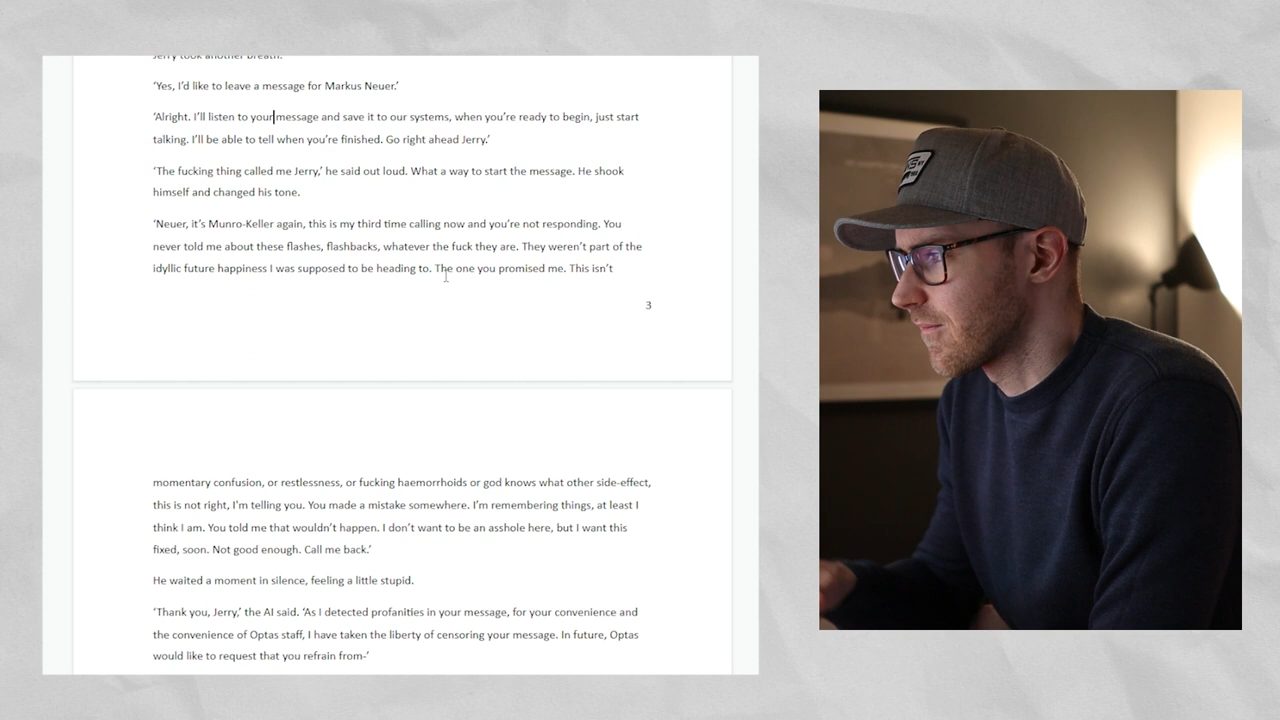 Jerry took another breath.
‘Yes, I’d like to leave a message for Markus Neuer.’
‘Alright. I’ll listen to your message and save it to our systems, when you’re ready to begin, just start
talking. I’ll be able to tell when you’re finished. Go right ahead Jerry.’
‘The fucking thing called me Jerry,’ he said out loud. What a way to start the message. He shook
himself and changed his tone.
‘Neuer, it’s Munro-Keller again, this is my third time calling now and you’re not responding. You
never told me about these flashes, flashbacks, whatever the fuck they are. They weren’t part of the
idyllic future happiness I was supposed to be heading to. The one you promised me. This isn’t
3
momentary confusion, or restlessness, or fucking haemorrhoids or god knows what other side-effect,
this is not right, I'm telling you. You made a mistake somewhere. I’m remembering things, at least I
think I am. You told me that wouldn’t happen. I don’t want to be an asshole here, but I want this
fixed, soon. Not good enough. Call me back.’
He waited a moment in silence, feeling a little stupid.
‘Thank you, Jerry,’ the AI said. ‘As I detected profanities in your message, for your convenience and
the convenience of Optas staff, I have taken the liberty of censoring your message. In future, Optas
would like to request that you refrain from-’